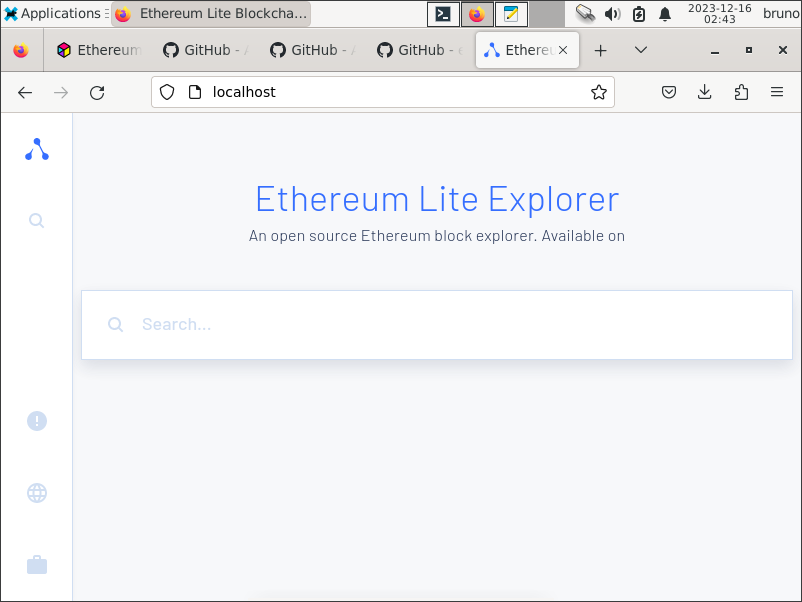 Applications
Ethereum Lite Blockcha...
2023-12-16
02:43
bruno
Ethereum
GitHub - A
GitHub - A
GitHub - e
Ethere
localhost
Ethereum Lite Explorer
An open source Ethereum block explorer. Available on
Search...